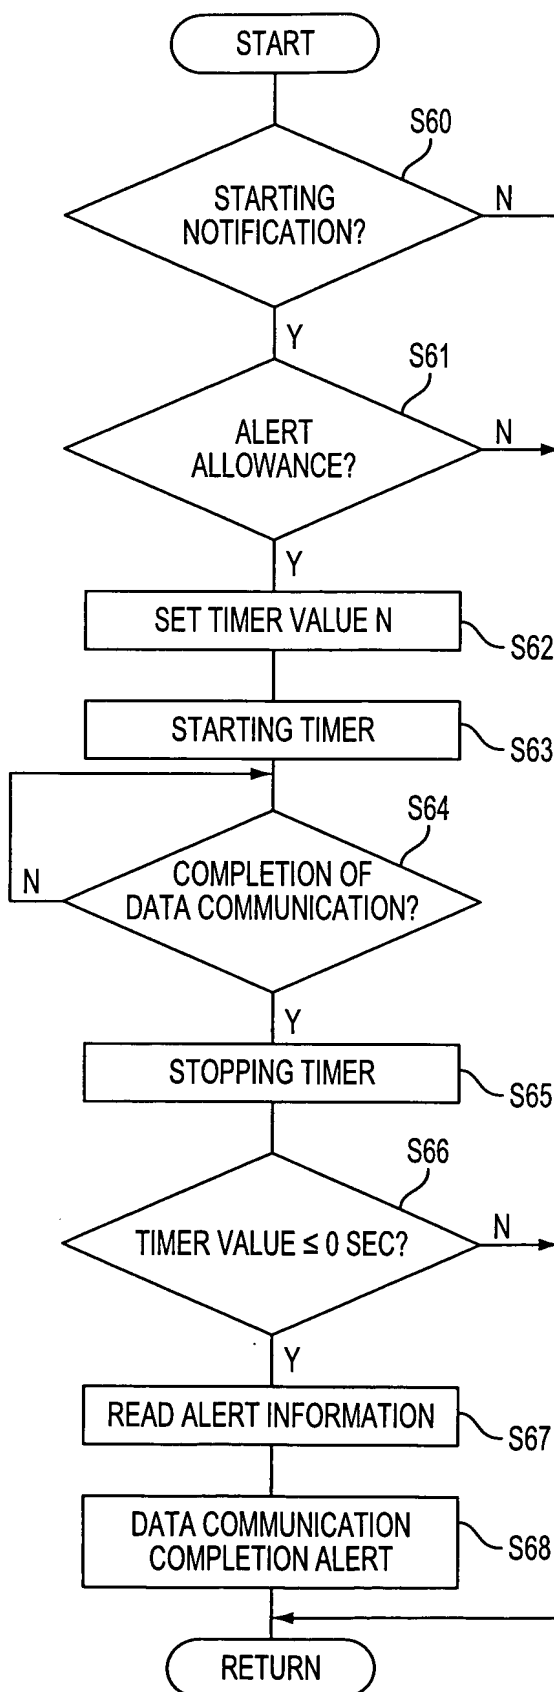 START
S60
STARTING
NOTIFICATION?
N
Y
S61
ALERT
ALLOWANCE?
N
Y
SET TIMER VALUE N
S62
STARTING TIMER
S63
S64
COMPLETION OF
DATA COMMUNICATION?
N
Y
STOPPING TIMER
S65
S66
TIMER VALUE ≤ 0 SEC?
N
Y
READ ALERT INFORMATION
S67
DATA COMMUNICATION
COMPLETION ALERT
S68
RETURN